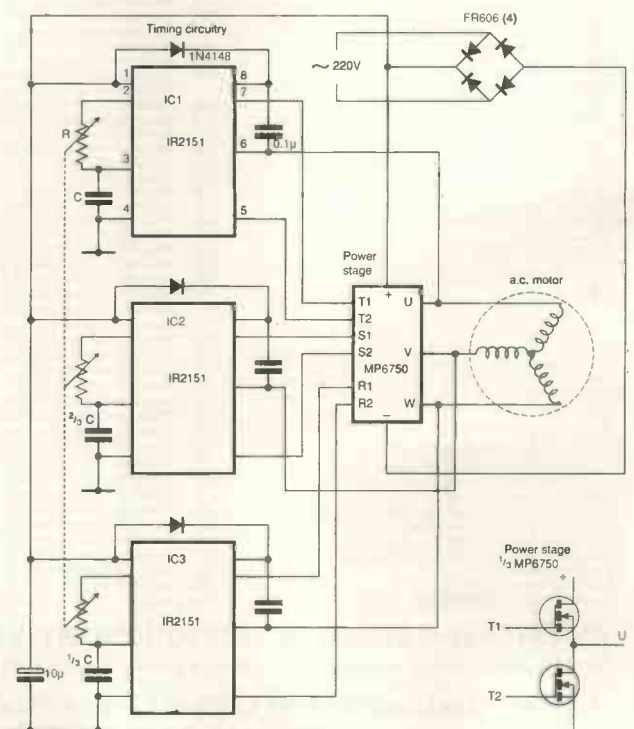 Timing circuitry
1N4148
FR606 (4)
~ 220V
1
2
3
4
8
7
6
5
IC1
IR2151
R
C
0.1μ
Power
stage
a.c. motor
+
T1 U
T2
S1
S2 V
MP6750
R1
R2 W
−
IC2
IR2151
2/3 C
IC3
IR2151
1/3 C
10μ
Power stage
1/3 MP6750
+
T1
U
T2